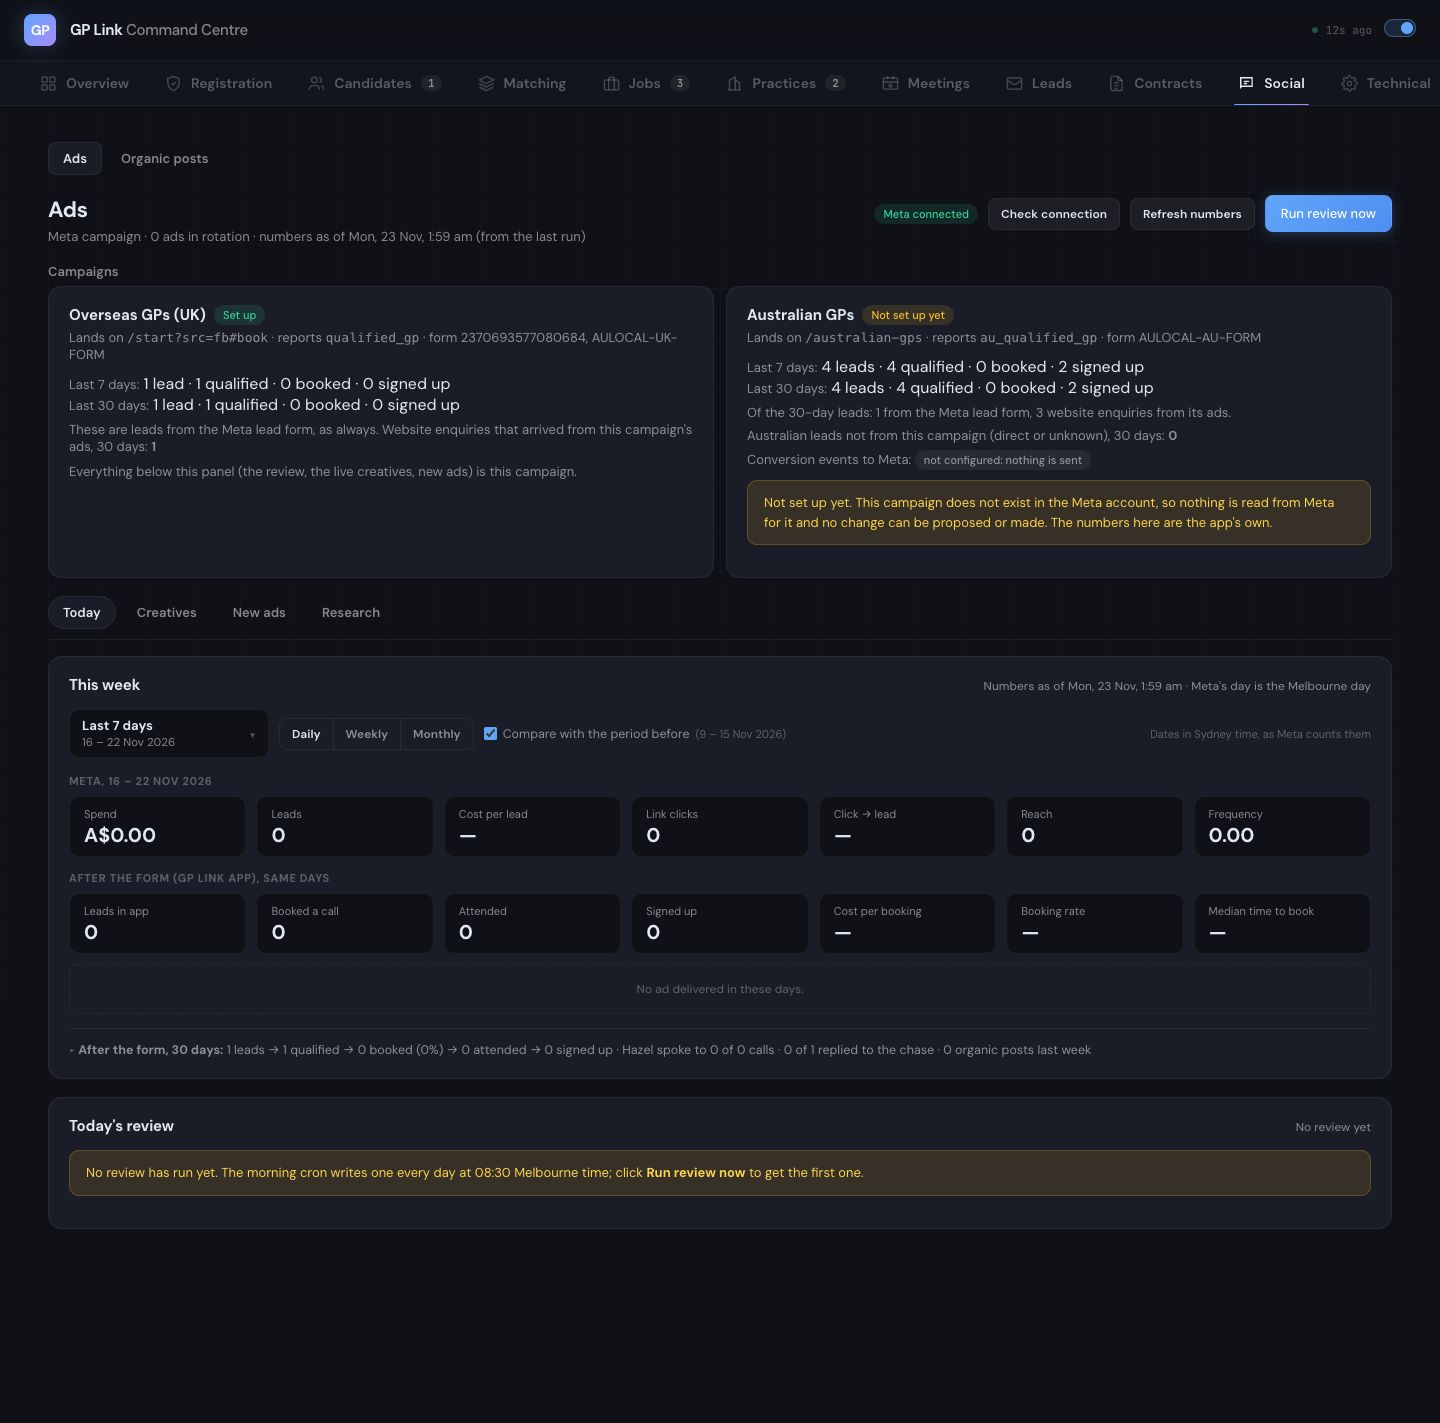 GP GP Link Command Centre
12s ago
Overview Registration Candidates 1 Matching Jobs 3 Practices 2 Meetings Leads Contracts Social Technical
Ads Organic posts
Ads
Meta campaign · 0 ads in rotation · numbers as of Mon, 23 Nov, 1:59 am (from the last run)
Meta connected Check connection Refresh numbers Run review now
Campaigns
Overseas GPs (UK) Set up
Lands on /start?src=fb#book · reports qualified_gp · form 2370693577080684, AULOCAL-UK-
FORM
Last 7 days: 1 lead · 1 qualified · 0 booked · 0 signed up
Last 30 days: 1 lead · 1 qualified · 0 booked · 0 signed up
These are leads from the Meta lead form, as always. Website enquiries that arrived from this campaign's
ads, 30 days: 1
Everything below this panel (the review, the live creatives, new ads) is this campaign.
Australian GPs Not set up yet
Lands on /australian-gps · reports au_qualified_gp · form AULOCAL-AU-FORM
Last 7 days: 4 leads · 4 qualified · 0 booked · 2 signed up
Last 30 days: 4 leads · 4 qualified · 0 booked · 2 signed up
Of the 30-day leads: 1 from the Meta lead form, 3 website enquiries from its ads.
Australian leads not from this campaign (direct or unknown), 30 days: 0
Conversion events to Meta: not configured: nothing is sent
Not set up yet. This campaign does not exist in the Meta account, so nothing is read from Meta
for it and no change can be proposed or made. The numbers here are the app's own.
Today Creatives New ads Research
This week
Numbers as of Mon, 23 Nov, 1:59 am · Meta's day is the Melbourne day
Last 7 days
16 – 22 Nov 2026
Daily Weekly Monthly Compare with the period before (9 – 15 Nov 2026)
Dates in Sydney time, as Meta counts them
META, 16 – 22 NOV 2026
Spend Leads Cost per lead Link clicks Click → lead Reach Frequency
A$0.00 0 — 0 — 0 0.00
AFTER THE FORM (GP LINK APP), SAME DAYS
Leads in app Booked a call Attended Signed up Cost per booking Booking rate Median time to book
0 0 0 0 — — —
No ad delivered in these days.
After the form, 30 days: 1 leads → 1 qualified → 0 booked (0%) → 0 attended → 0 signed up · Hazel spoke to 0 of 0 calls · 0 of 1 replied to the chase · 0 organic posts last week
Today's review
No review yet
No review has run yet. The morning cron writes one every day at 08:30 Melbourne time; click Run review now to get the first one.